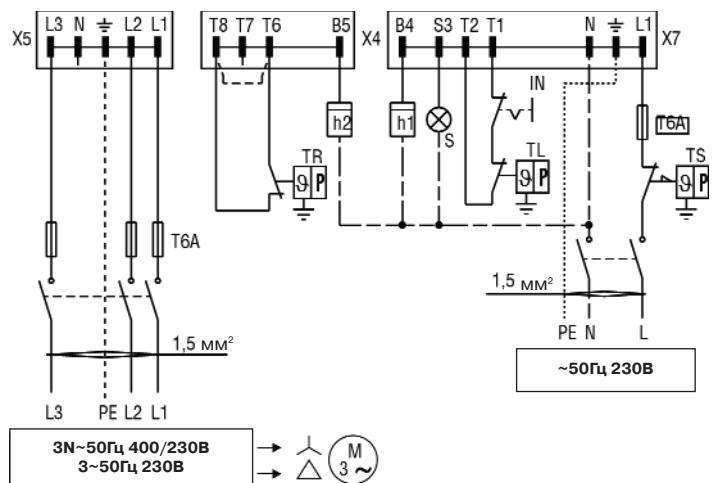 X5
L3 N L2 L1
T8 T7 T6 B5
X4
B4 S3 T2 T1 N L1
X7
IN
h2
h1
S
T6A
TR
ϑ P
TL
ϑ P
TS
ϑ P
T6A
1,5 мм²
1,5 мм²
PE N L
~50Гц 230В
L3 PE L2 L1
3N~50Гц 400/230В
3~50Гц 230В
M
3 ~